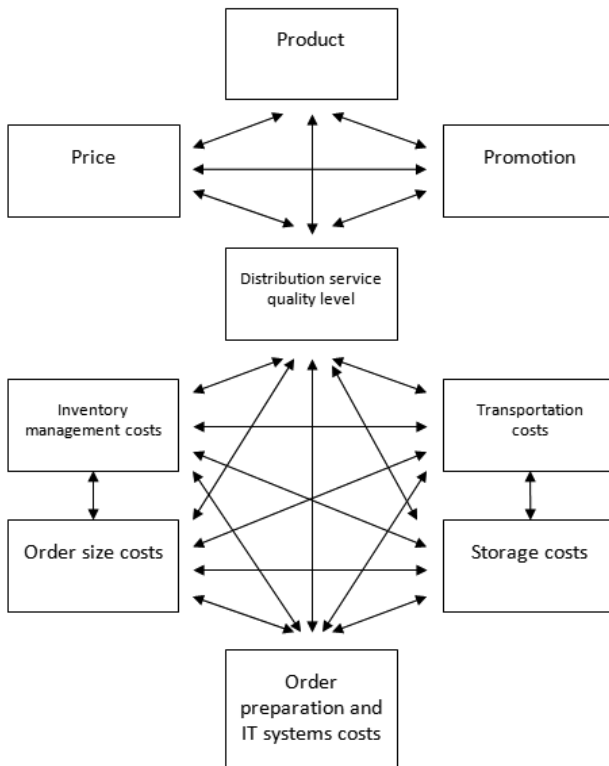 Product
Price
Promotion
Distribution service
quality level
Inventory
management costs
Transportation
costs
Order size costs
Storage costs
Order
preparation and
IT systems costs